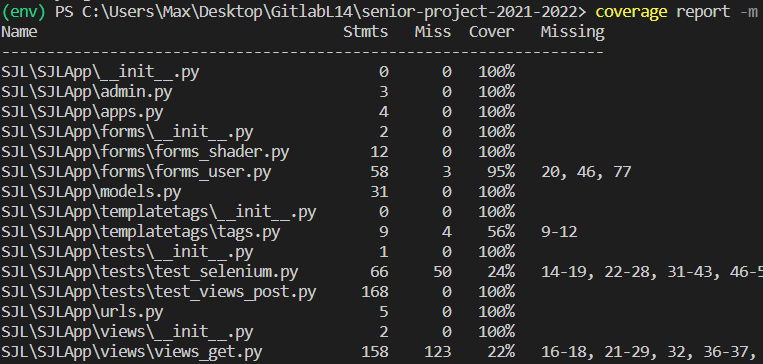 (env) PS C:\Users\Max\Desktop\GitlabL14\senior-project-2021-2022> coverage report -m
Name Stmts Miss Cover Missing
----------------------------------------------------------------------
SJL\SJLApp\__init__.py 0 0 100%
SJL\SJLApp\admin.py 3 0 100%
SJL\SJLApp\apps.py 4 0 100%
SJL\SJLApp\forms\__init__.py 2 0 100%
SJL\SJLApp\forms\forms_shader.py 12 0 100%
SJL\SJLApp\forms\forms_user.py 58 3 95% 20, 46, 77
SJL\SJLApp\models.py 31 0 100%
SJL\SJLApp\templatetags\__init__.py 0 0 100%
SJL\SJLApp\templatetags\tags.py 9 4 56% 9-12
SJL\SJLApp\tests\__init__.py 1 0 100%
SJL\SJLApp\tests\test_selenium.py 66 50 24% 14-19, 22-28, 31-43, 46-5
SJL\SJLApp\tests\test_views_post.py 168 0 100%
SJL\SJLApp\urls.py 5 0 100%
SJL\SJLApp\views\__init__.py 2 0 100%
SJL\SJLApp\views\views_get.py 158 123 22% 16-18, 21-29, 32, 36-37,